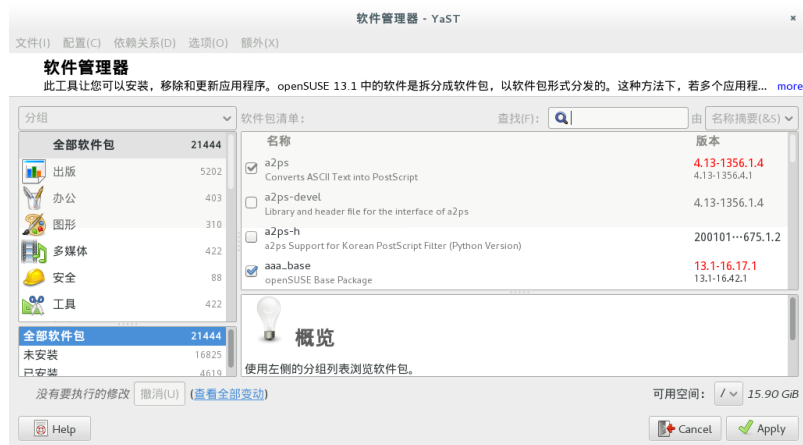 软件管理器 - YaST
文件(I) 配置(C) 依赖关系(D) 选项(O) 额外(X)
软件管理器
此工具让您可以安装，移除和更新应用程序。openSUSE 13.1 中的软件是拆分成软件包，以软件包形式分发的。这种方法下，若多个应用程... more
分组
软件包清单：
查找(F):
由 名称摘要(&S)
全部软件包 21444
出版 5202
办公 403
图形 310
多媒体 422
安全 88
工具 422
名称 版本
a2ps 4.13-1356.1.4
Converts ASCII Text into PostScript 4.13-1356.4.1
a2ps-devel 4.13-1356.1.4
Library and header file for the interface of a2ps
a2ps-h 200101···675.1.2
a2ps Support for Korean PostScript Filter (Python Version)
aaa_base 13.1-16.17.1
openSUSE Base Package 13.1-16.42.1
全部软件包 21444
未安装 16825
已安装 4619
概览
使用左侧的分组列表浏览软件包。
没有要执行的修改 撤消(U) (查看全部变动)
可用空间： / 15.90 GiB
Help
Cancel Apply